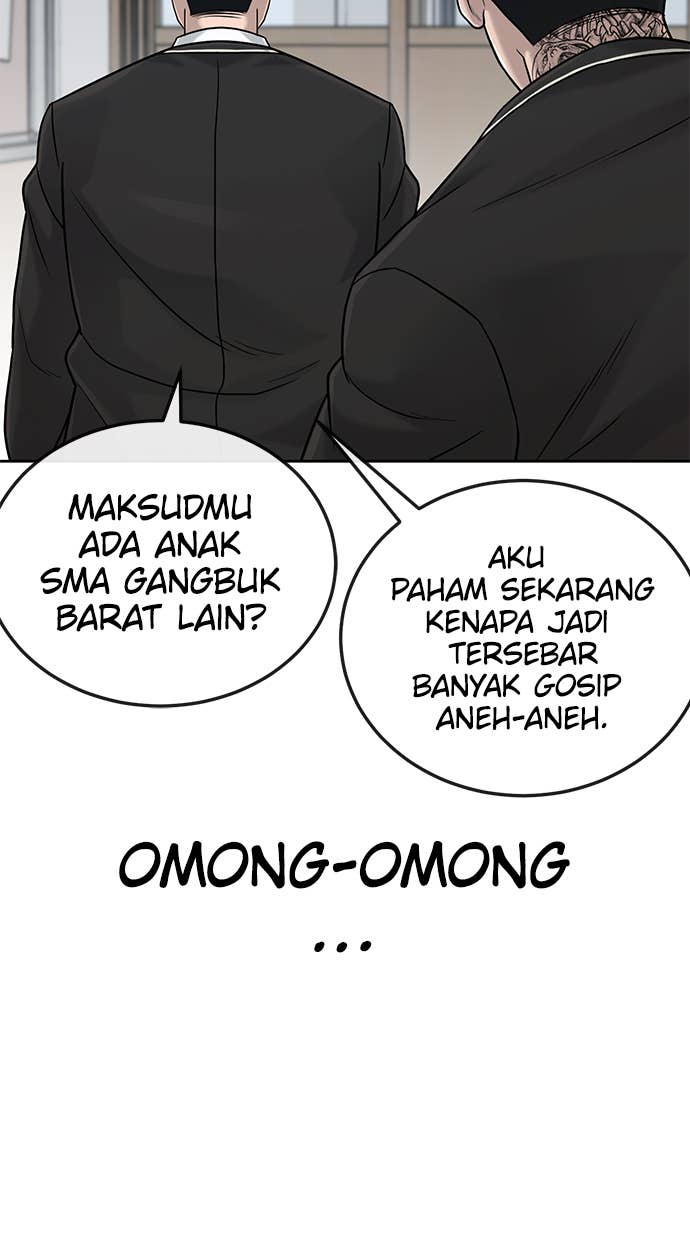 MAKSUDMU
ADA ANAK
SMA GANGBUK
BARAT LAIN?
AKU
PAHAM SEKARANG
KENAPA JADI
TERSEBAR
BANYAK GOSIP
ANEH-ANEH.
OMONG-OMONG
...